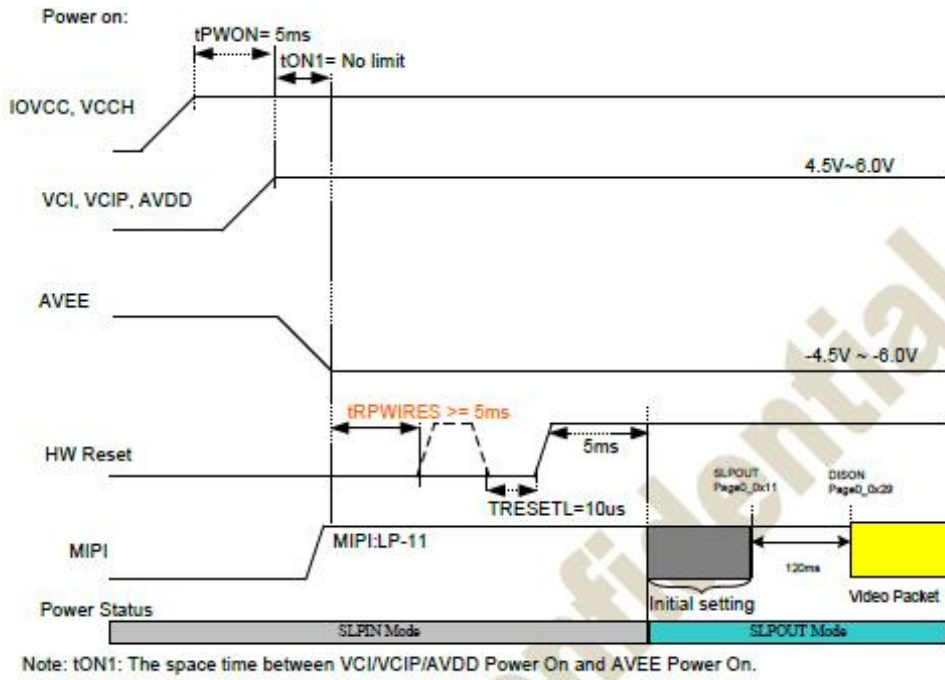 Power on:
tPWON= 5ms
tON1= No limit
IOVCC, VCCH
4.5V~6.0V
VCI, VCIP, AVDD
AVEE
-4.5V ~ -6.0V
tRPWIRES >= 5ms
HW Reset
5ms
SLPOUT
Page0_0x11
DISON
Page0_0x29
TRESETL=10us
MIPI:LP-11
MIPI
120ms
Initial setting
Video Packet
Power Status
SLPIN Mode
SLPOUT Mode
Note: tON1: The space time between VCI/VCIP/AVDD Power On and AVEE Power On.
onfidential